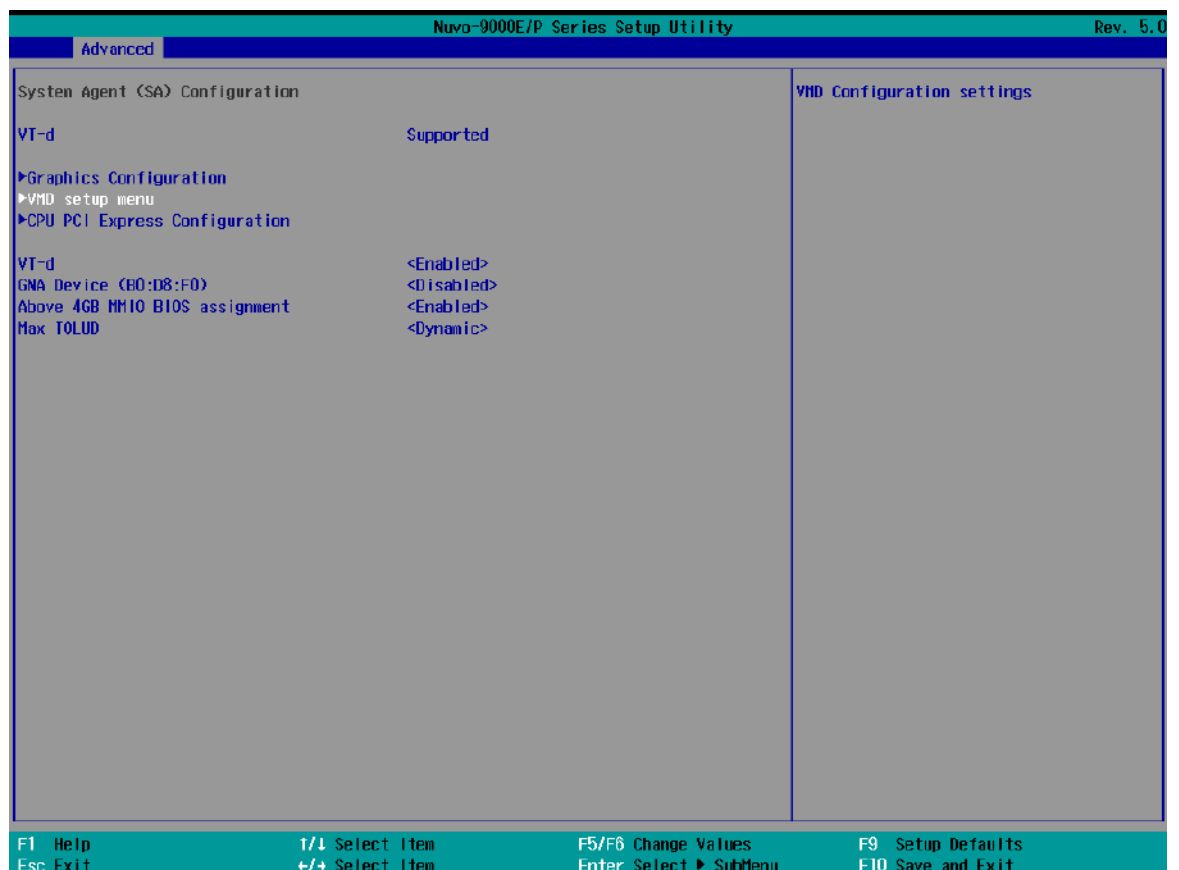 Nuvo-9000E/P Series Setup Utility Rev. 5.0
Advanced
System Agent (SA) Configuration VMD Configuration settings
VT-d Supported
▶Graphics Configuration
▶VMD setup menu
▶CPU PCI Express Configuration
VT-d <Enabled>
GNA Device (B0:D8:F0) <Disabled>
Above 4GB MMIO BIOS assignment <Enabled>
Max TOLUD <Dynamic>
F1 Help ↑/↓ Select Item F5/F6 Change Values F9 Setup Defaults
Esc Exit ←/→ Select Item Enter Select ▶ SubMenu F10 Save and Exit